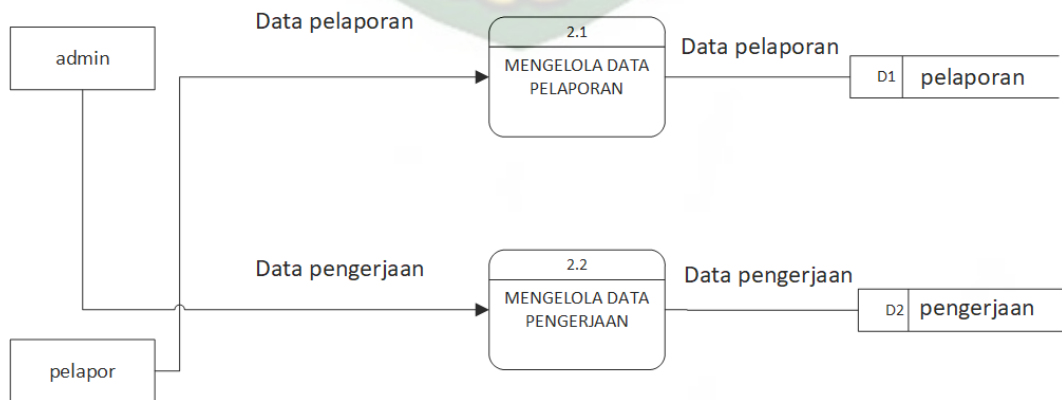 Data pelaporan
2.1
admin
Data pelaporan
MENGELOLA DATA
PELAPORAN
D1
pelaporan
Data pengerjaan
2.2
Data pengerjaan
MENGELOLA DATA
PENGERJAAN
D2
pengerjaan
pelapor